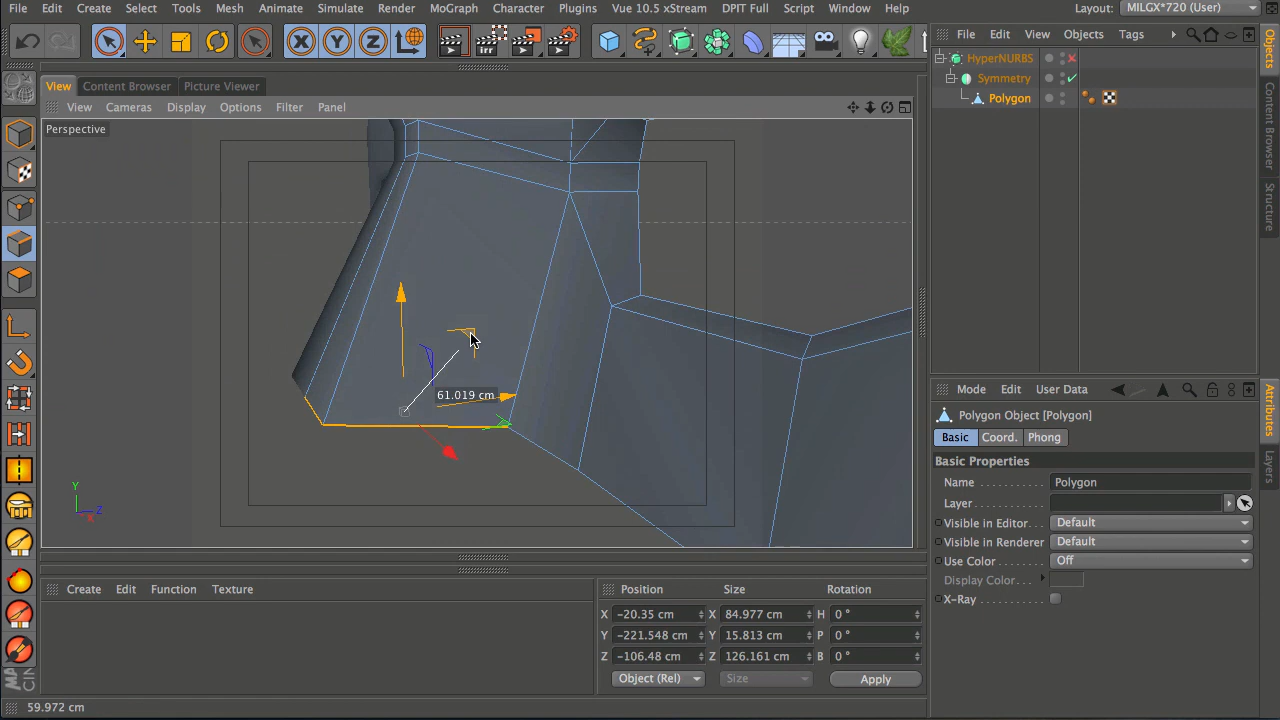 File Edit Create Select Tools Mesh Animate Simulate Render MoGraph Character Plugins Vue 10.5 xStream DPIT Full Script Window Help Layout: MILGX*720 (User)
X Y Z irr
File Edit View Objects Tags
Objects
Content Browser
Structure
View Content Browser Picture Viewer
View Cameras Display Options Filter Panel
Perspective
HyperNURBS
Symmetry
Polygon
61.019 cm
Y
Z
X
Mode Edit User Data
Attributes
Layers
Polygon Object [Polygon]
Basic Coord. Phong
Basic Properties
Name Polygon
Layer
Visible in Editor Default
Visible in Renderer Default
Use Color Off
Display Color
X-Ray
Create Edit Function Texture
Position Size Rotation
X -20.35 cm X 84.977 cm H 0 °
Y -221.548 cm Y 15.813 cm P 0 °
Z -106.48 cm Z 126.161 cm B 0 °
Object (Rel) Size Apply
59.972 cm